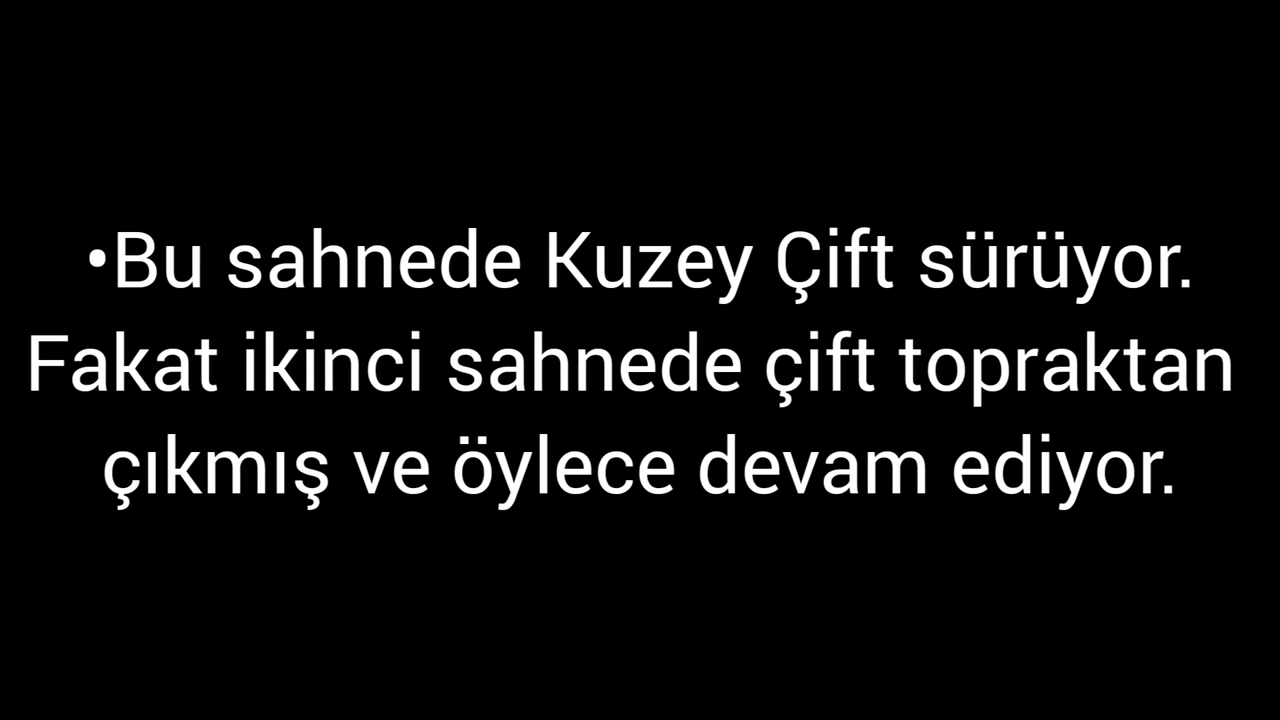 •Bu sahnede Kuzey Çift sürüyor.
Fakat ikinci sahnede çift topraktan
çıkmış ve öylece devam ediyor.